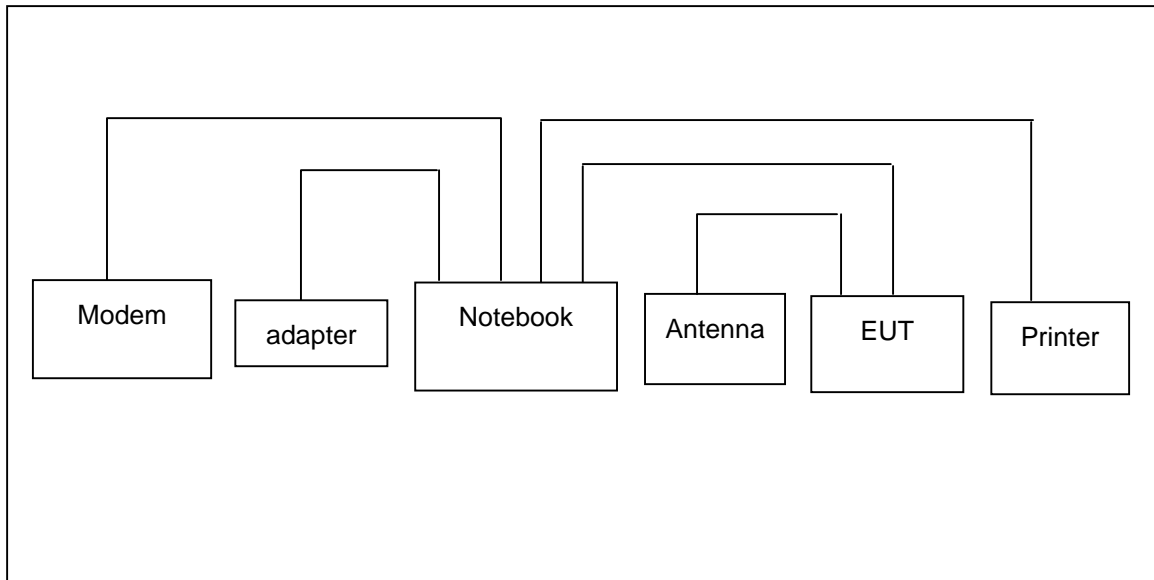 Modem
adapter
Notebook
Antenna
EUT
Printer